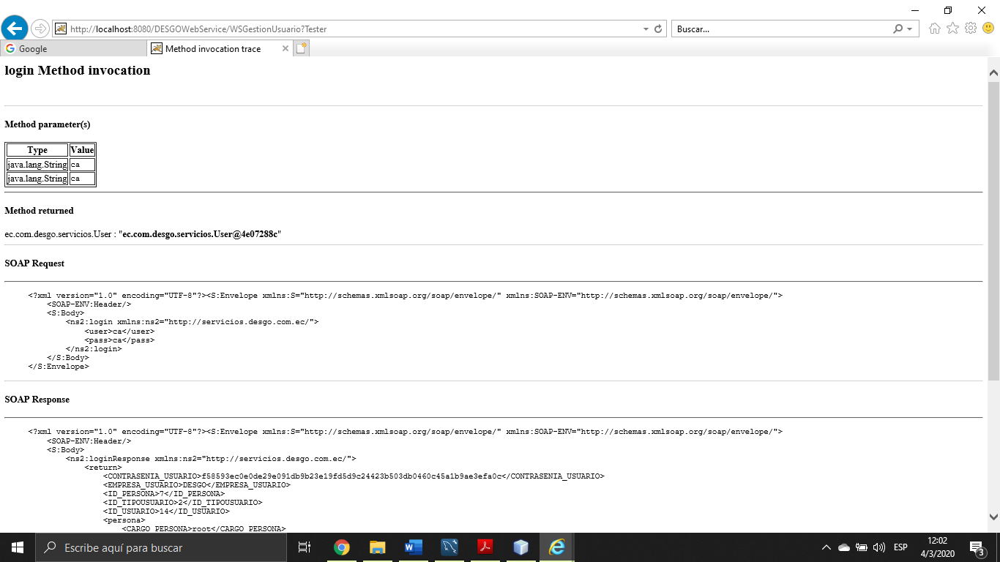 http://localhost:8080/DESGOWebService/WSGestionUsuario?Tester
Buscar...
Google
Method invocation trace
login Method invocation
Method parameter(s)
Type Value
java.lang.String ca
java.lang.String ca
Method returned
ec.com.desgo.servicios.User : "ec.com.desgo.servicios.User@4e07288c"
SOAP Request
<?xml version="1.0" encoding="UTF-8"?><S:Envelope xmlns:S="http://schemas.xmlsoap.org/soap/envelope/" xmlns:SOAP-ENV="http://schemas.xmlsoap.org/soap/envelope/">
<SOAP-ENV:Header/>
<S:Body>
<ns2:login xmlns:ns2="http://servicios.desgo.com.ec/">
<user>ca</user>
<pass>ca</pass>
</ns2:login>
</S:Body>
</S:Envelope>
SOAP Response
<?xml version="1.0" encoding="UTF-8"?><S:Envelope xmlns:S="http://schemas.xmlsoap.org/soap/envelope/" xmlns:SOAP-ENV="http://schemas.xmlsoap.org/soap/envelope/">
<SOAP-ENV:Header/>
<S:Body>
<ns2:loginResponse xmlns:ns2="http://servicios.desgo.com.ec/">
<return>
<CONTRASENIA_USUARIO>f58593ec0e0de29e091db9b23e19fd5d9c24423b503db0460c45a1b9ae3efa0c</CONTRASENIA_USUARIO>
<EMPRESA_USUARIO>DESGO</EMPRESA_USUARIO>
<ID_PERSONA>7</ID_PERSONA>
<ID_TIPOUSUARIO>2</ID_TIPOUSUARIO>
<ID_USUARIO>14</ID_USUARIO>
<persona>
<CARGO_PERSONA>root</CARGO_PERSONA>
Escribe aquí para buscar
ESP
12:02
4/3/2020
3